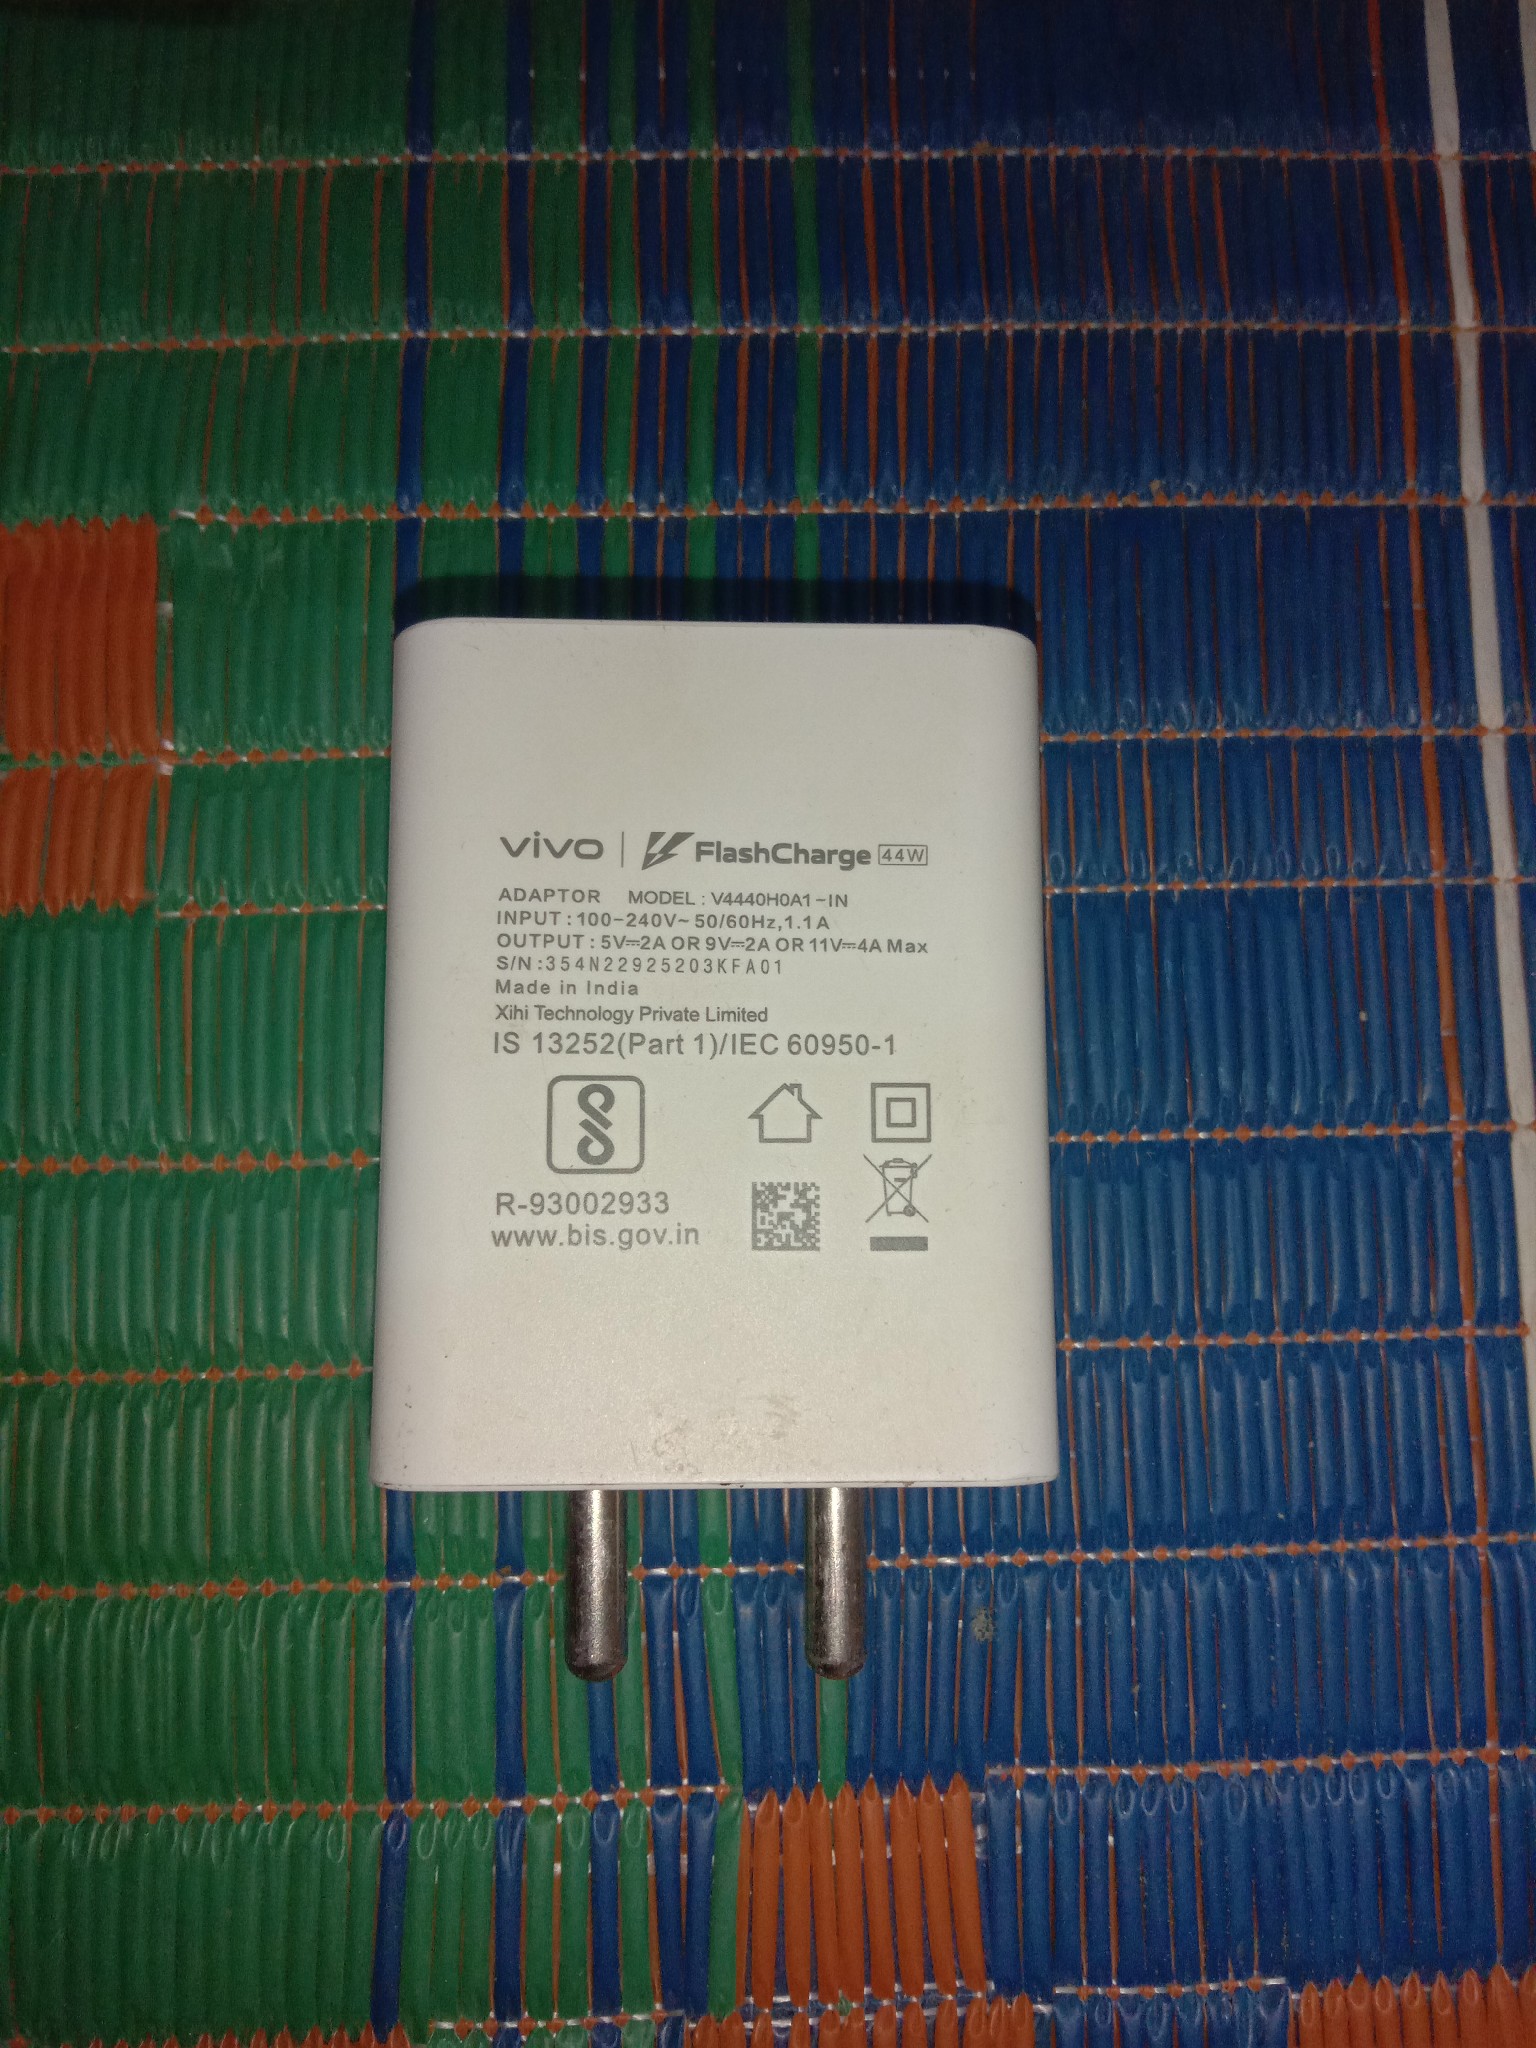 vivo | FlashCharge 44W
ADAPTOR MODEL : V4440H0A1-IN
INPUT : 100-240V~ 50/60Hz, 1.1A
OUTPUT : 5V⎓2A OR 9V⎓2A OR 11V⎓4A Max
S/N : 354N22925203KFA01
Made in India
Xihi Technology Private Limited
IS 13252(Part 1)/IEC 60950-1
R-93002933
www.bis.gov.in